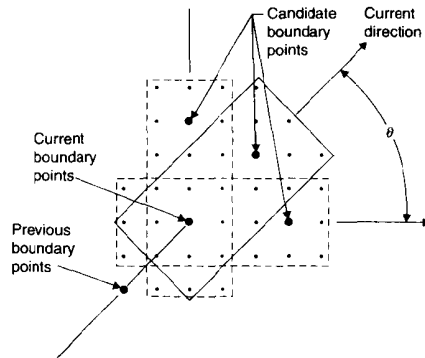 Candidate
boundary
points
Current
direction
θ
Current
boundary
points
Previous
boundary
points